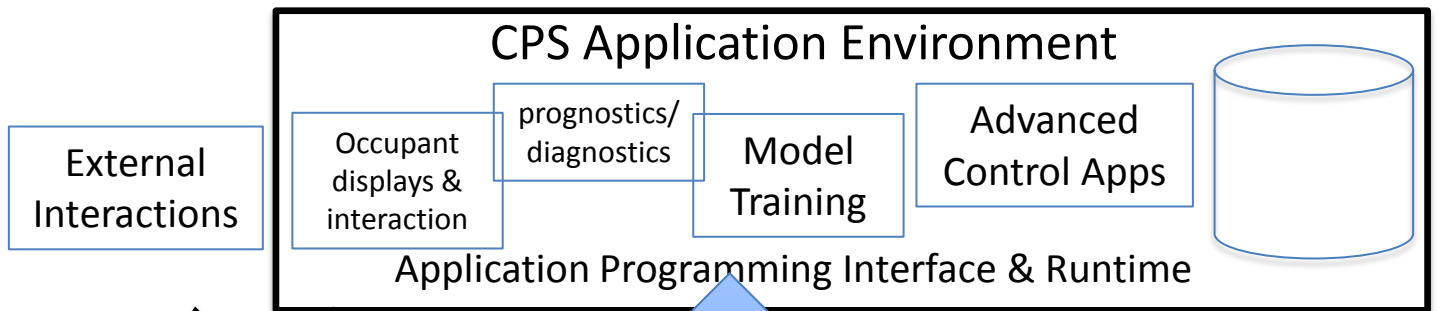 CPS Application Environment
External
Interactions
Occupant
displays &
interaction
prognostics/
diagnostics
Model
Training
Advanced
Control Apps
Application Programming Interface & Runtime